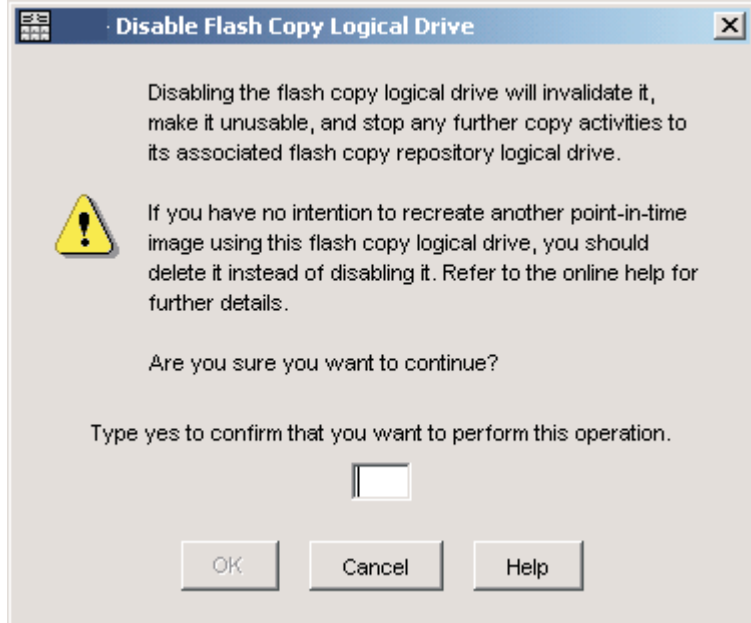 - Disable Flash Copy Logical Drive
Disabling the flash copy logical drive will invalidate it,
make it unusable, and stop any further copy activities to
its associated flash copy repository logical drive.
If you have no intention to recreate another point-in-time
image using this flash copy logical drive, you should
delete it instead of disabling it. Refer to the online help for
further details.
Are you sure you want to continue?
Type yes to confirm that you want to perform this operation.
OK Cancel Help